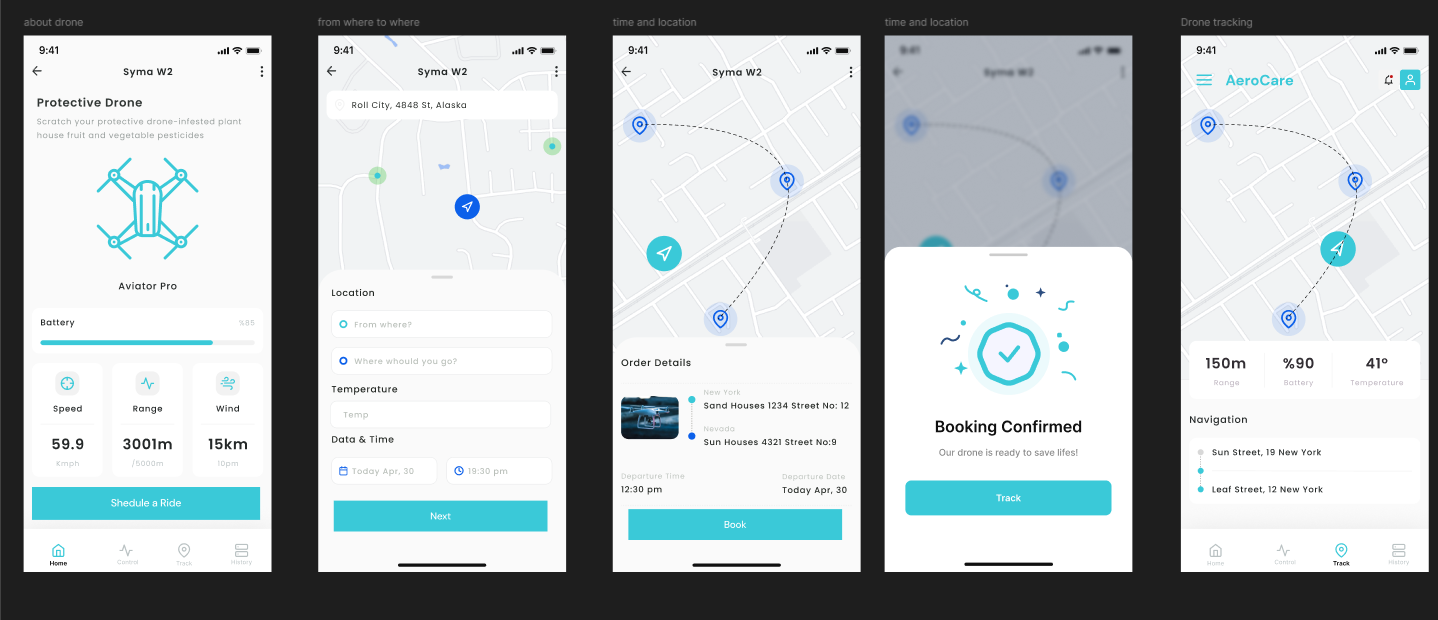 about drone
9:41
Syma W2
Protective Drone
Scratch your protective drone-infested plant
house fruit and vegetable pesticides
Aviator Pro
Battery
%85
Speed
59.9
Kmph
Range
3001m
/5000m
Wind
15km
10pm
Shedule a Ride
Home
Control
Track
History
from where to where
9:41
Syma W2
Roll City, 4848 St, Alaska
Location
From where?
Where whould you go?
Temperature
Temp
Data & Time
Today Apr, 30
19:30 pm
Next
time and location
9:41
Syma W2
Order Details
New York
Sand Houses 1234 Street No: 12
Nevada
Sun Houses 4321 Street No:9
Departure Time
12:30 pm
Departure Date
Today Apr, 30
Book
time and location
9:41
Syma W2
Booking Confirmed
Our drone is ready to save lifes!
Track
Drone tracking
9:41
AeroCare
150m
Range
%90
Battery
41°
Temperature
Navigation
Sun Street, 19 New York
Leaf Street, 12 New York
Home
Control
Track
History